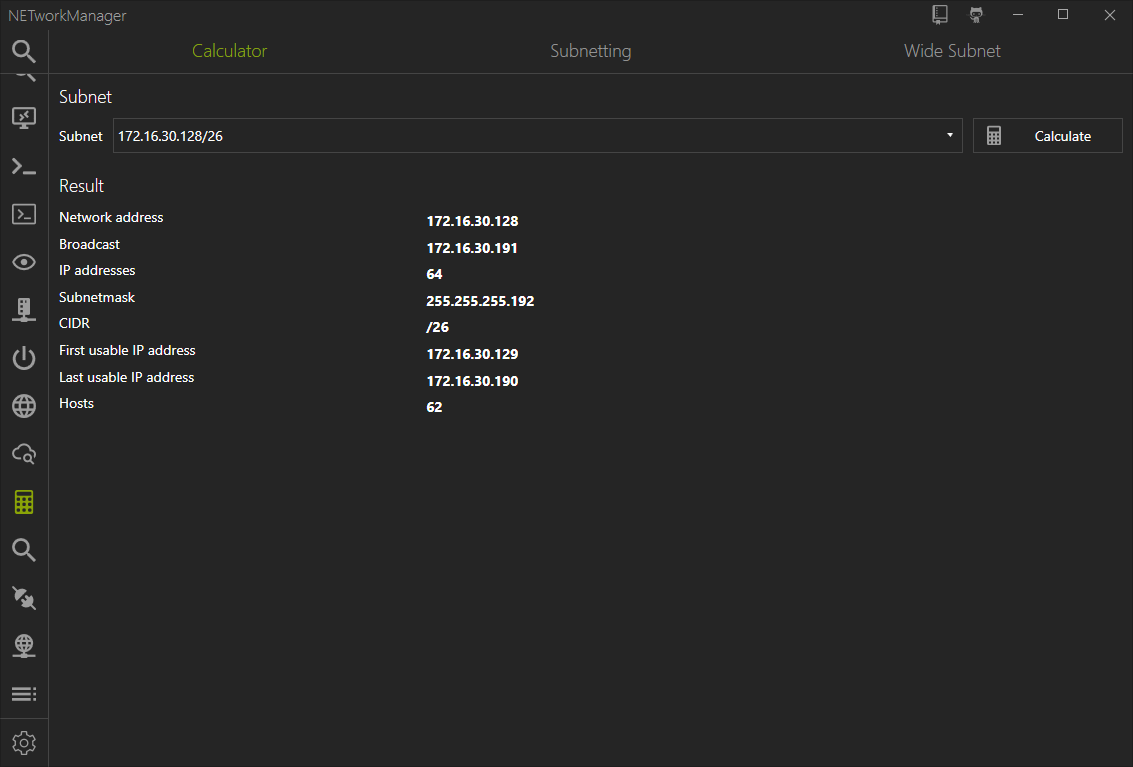 NETworkManager
Calculator Subnetting Wide Subnet
Subnet
Subnet 172.16.30.128/26 Calculate
Result
Network address 172.16.30.128
Broadcast 172.16.30.191
IP addresses 64
Subnetmask 255.255.255.192
CIDR /26
First usable IP address 172.16.30.129
Last usable IP address 172.16.30.190
Hosts 62